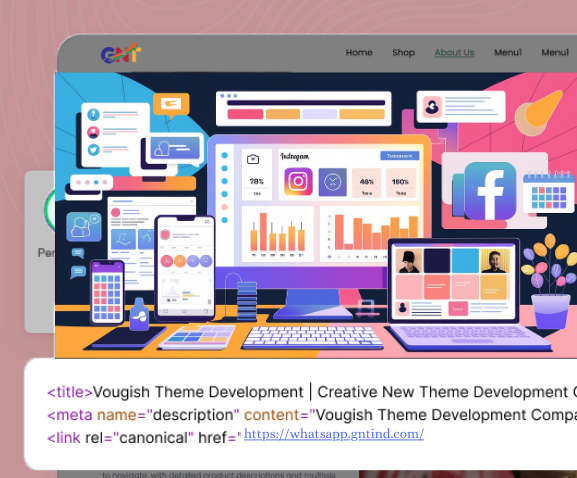 GNT
Home Shop About Us Menu1 Menu1
Instagram
78%
46%
160%
Per
<title>Vougish Theme Development | Creative New Theme Development C
<meta name="description" content="Vougish Theme Development Compa
<link rel="canonical" href=" https://whatsapp.gntind.com/
to navigate, with detailed product descriptions and multiple